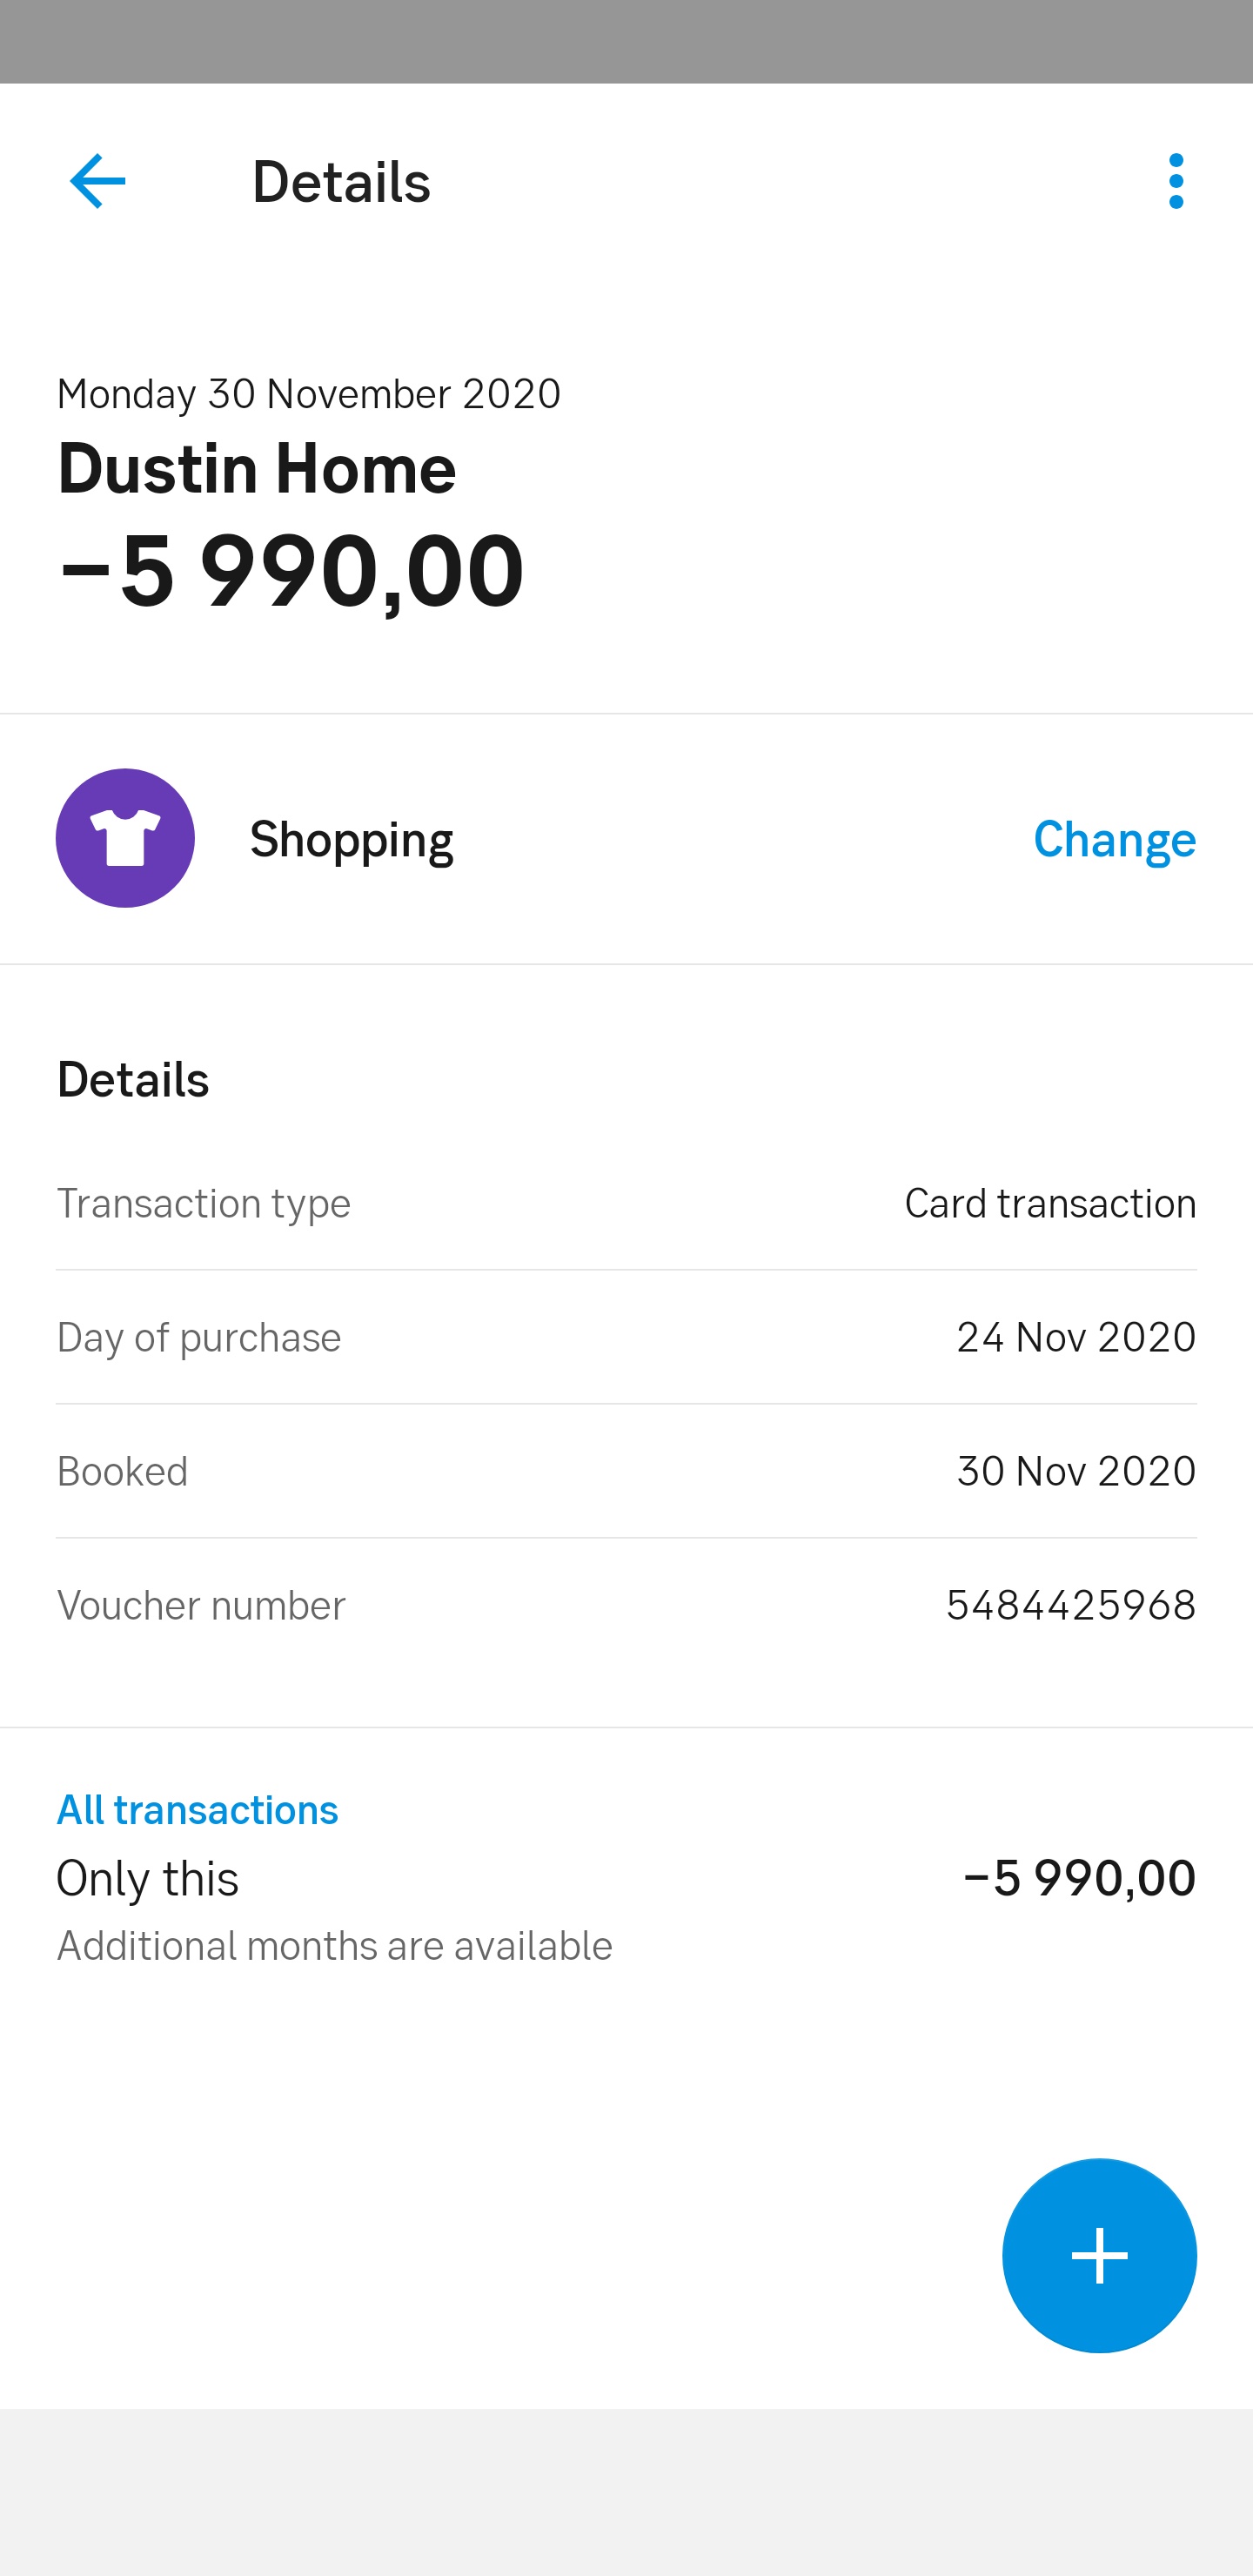 Details
Monday 30 November 2020
Dustin Home
−5 990,00
Shopping Change
Details
Transaction type Card transaction
Day of purchase 24 Nov 2020
Booked 30 Nov 2020
Voucher number 5484425968
All transactions
Only this −5 990,00
Additional months are available